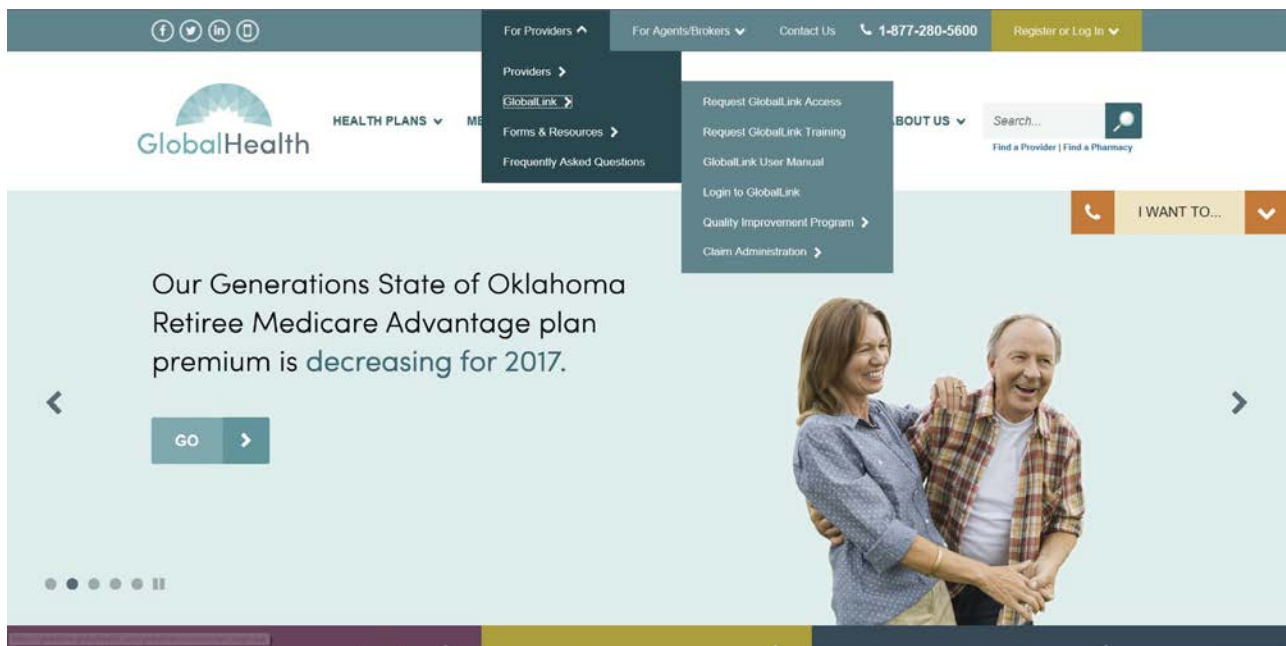 For Providers
For Agents/Brokers
Contact Us
1-877-280-5600
Register or Log In
Providers
GlobalLink
Forms & Resources
Frequently Asked Questions
Request GlobalLink Access
Request GlobalLink Training
GlobalLink User Manual
Login to GlobalLink
Quality Improvement Program
Claim Administration
GlobalHealth
HEALTH PLANS
ABOUT US
Search...
Find a Provider | Find a Pharmacy
I WANT TO...
Our Generations State of Oklahoma
Retiree Medicare Advantage plan
premium is decreasing for 2017.
GO